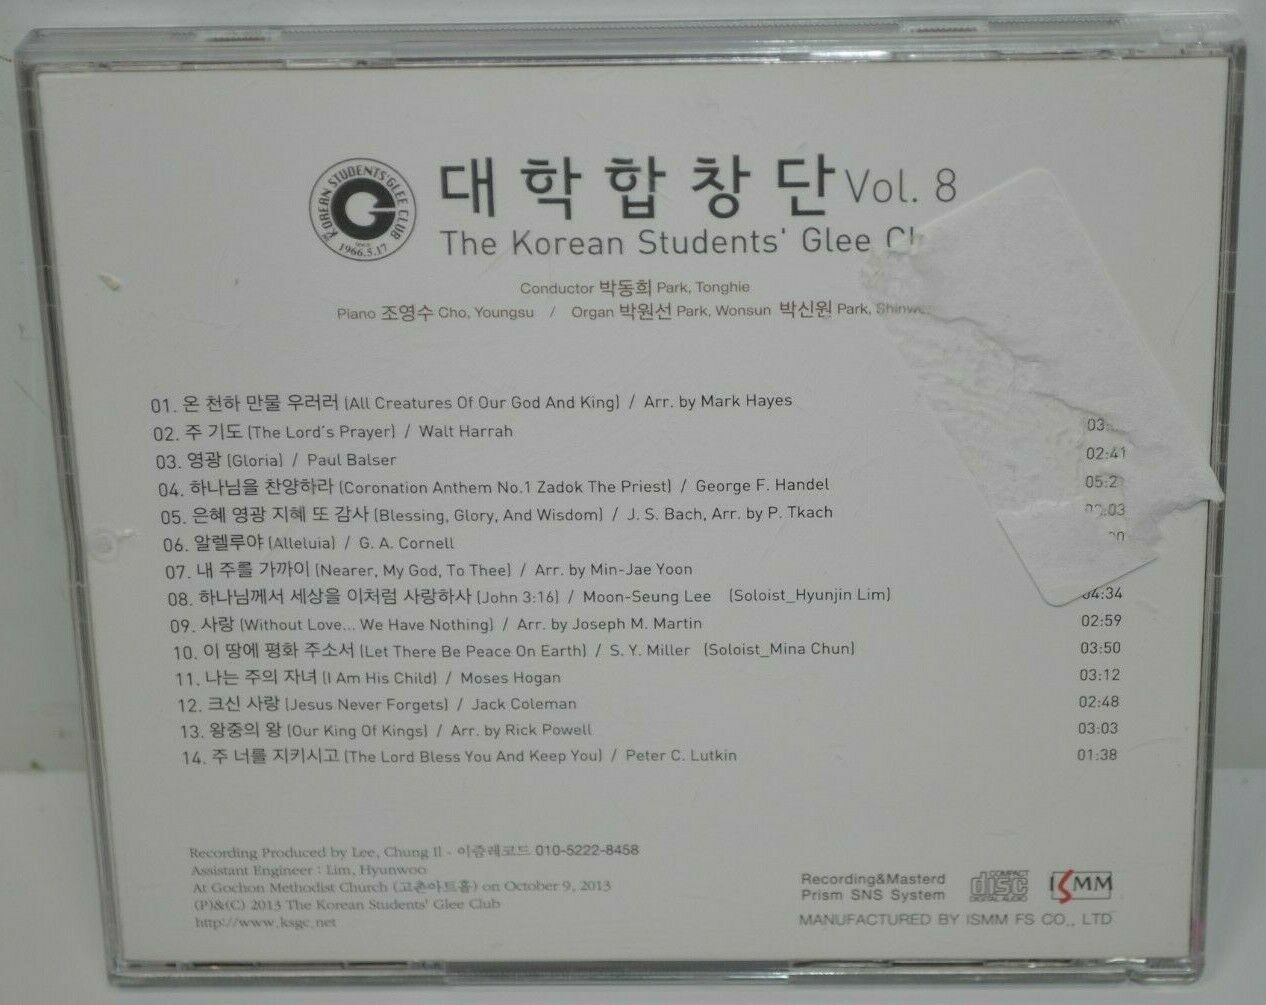 KOREAN STUDENTS' GLEE CLUB
SINCE
1966.5.17
대학합창단 Vol. 8
The Korean Students' Glee
Conductor 박동희 Park, Tonghie
Piano 조영수 Cho, Youngsu / Organ 박원선 Park, Wonsun 박신원 Park,
01. 온 천하 만물 우러러 (All Creatures Of Our God And King) / Arr. by Mark Hayes
02. 주 기도 (The Lord's Prayer) / Walt Harrah
03. 영광 (Gloria) / Paul Balser 02:41
04. 하나님을 찬양하라 (Coronation Anthem No.1 Zadok The Priest) / George F. Handel
05. 은혜 영광 지혜 또 감사 (Blessing, Glory, And Wisdom) / J. S. Bach, Arr. by P. Tkach
06. 알렐루야 (Alleluia) / G. A. Cornell
07. 내 주를 가까이 (Nearer, My God, To Thee) / Arr. by Min-Jae Yoon
08. 하나님께서 세상을 이처럼 사랑하사 (John 3:16) / Moon-Seung Lee (Soloist_Hyunjin Lim) 04:34
09. 사랑 (Without Love... We Have Nothing) / Arr. by Joseph M. Martin 02:59
10. 이 땅에 평화 주소서 (Let There Be Peace On Earth) / S. Y. Miller (Soloist_Mina Chun) 03:50
11. 나는 주의 자녀 (I Am His Child) / Moses Hogan 03:12
12. 크신 사랑 (Jesus Never Forgets) / Jack Coleman 02:48
13. 왕중의 왕 (Our King Of Kings) / Arr. by Rick Powell 03:03
14. 주 너를 지키시고 (The Lord Bless You And Keep You) / Peter C. Lutkin 01:38
Recording Produced by Lee, Chung Il - 이츰레코드 010-5222-8458
Assistant Engineer : Lim, Hyunwoo
At Gochon Methodist Church (고촌아트홀) on October 9, 2013
(P)&(C) 2013 The Korean Students' Glee Club
http://www.ksgc.net
Recording&Masterd
Prism SNS System
COMPACT
disc
DIGITAL AUDIO
ISMM
MANUFACTURED BY ISMM FS CO., LTD